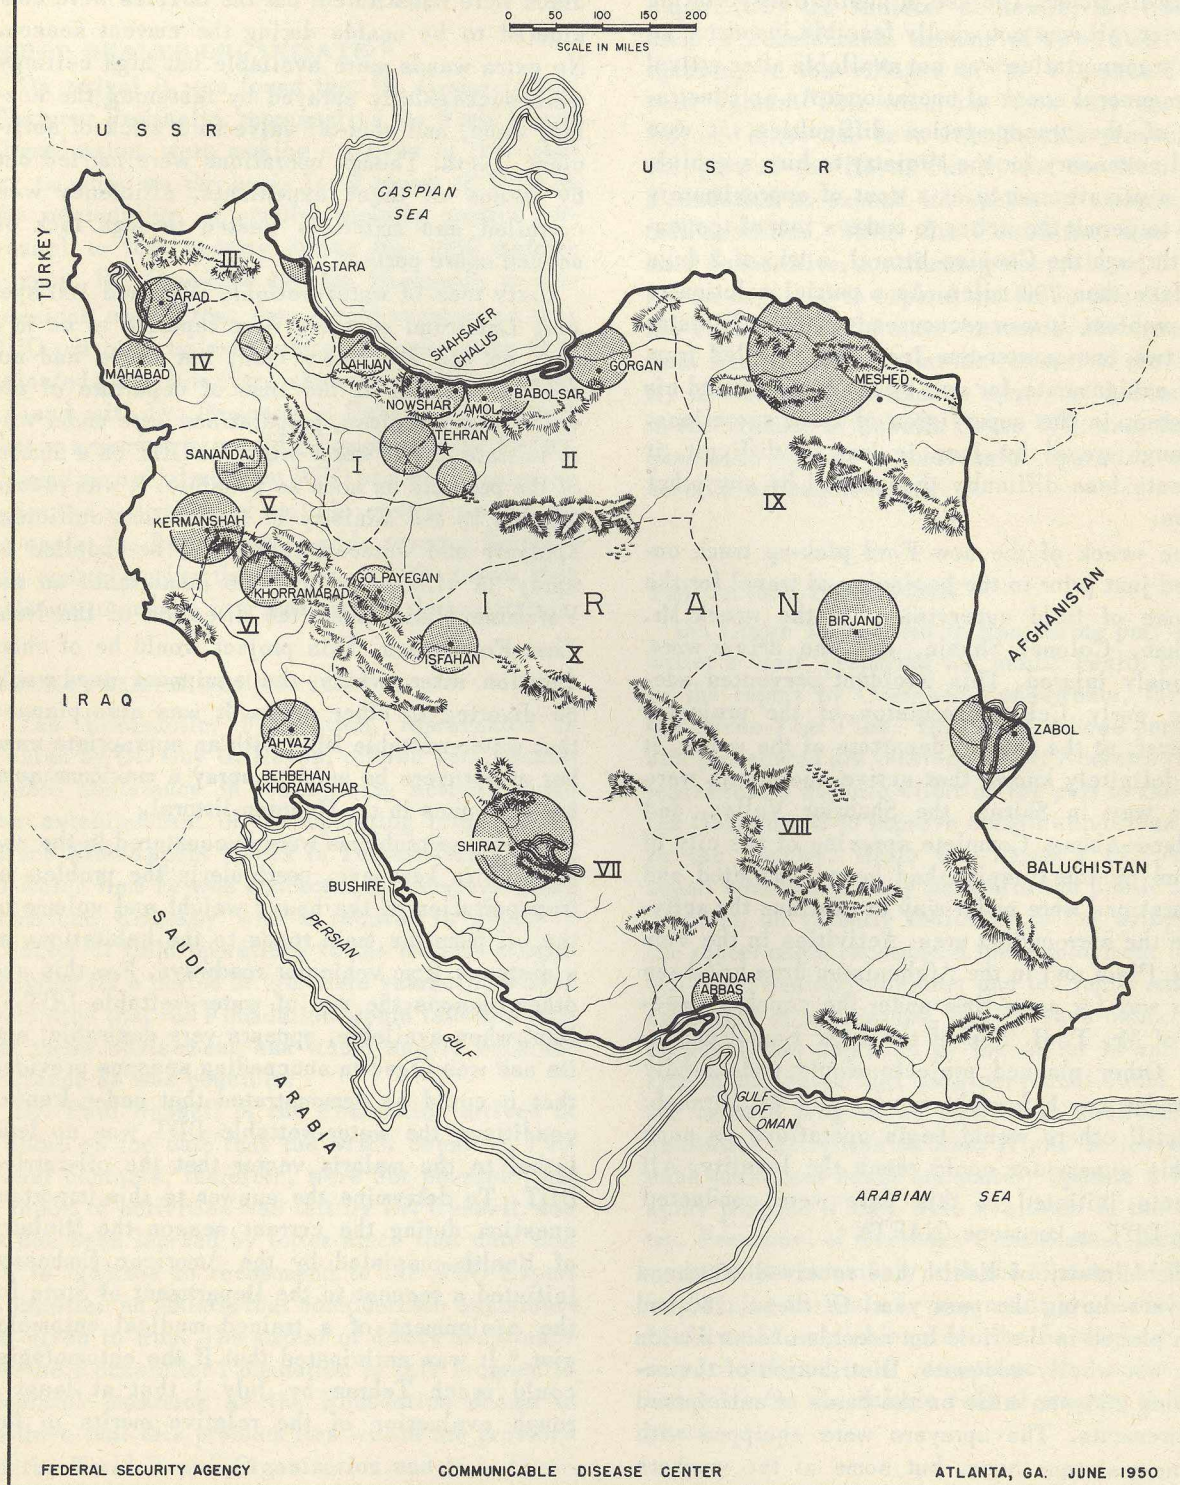 0 50 100 150 200
SCALE IN MILES
USSR
USSR
CASPIAN
SEA
TURKEY
III
ASTARA
SARAD
SHAHSAVER
CHALUS
MAHABAD
IV
LAHIJAN
GORGAN
MESHED
NOWSHAR
AMOL
BABOLSAR
TEHRAN
SANANDAJ
I
II
V
IX
KERMANSHAH
KHORRAMABAD
GOLPAYEGAN
IRAN
BIRJAND
AFGHANISTAN
VI
ISFAHAN
X
IRAQ
AHVAZ
ZABOL
BEHBEHAN
KHORAMASHAR
VIII
SHIRAZ
VII
BUSHIRE
BALUCHISTAN
PERSIAN
GULF
SAUDI
ARABIA
BANDAR
ABBAS
GULF
OF
OMAN
ARABIAN SEA
FEDERAL SECURITY AGENCY
COMMUNICABLE DISEASE CENTER
ATLANTA, GA. JUNE 1950